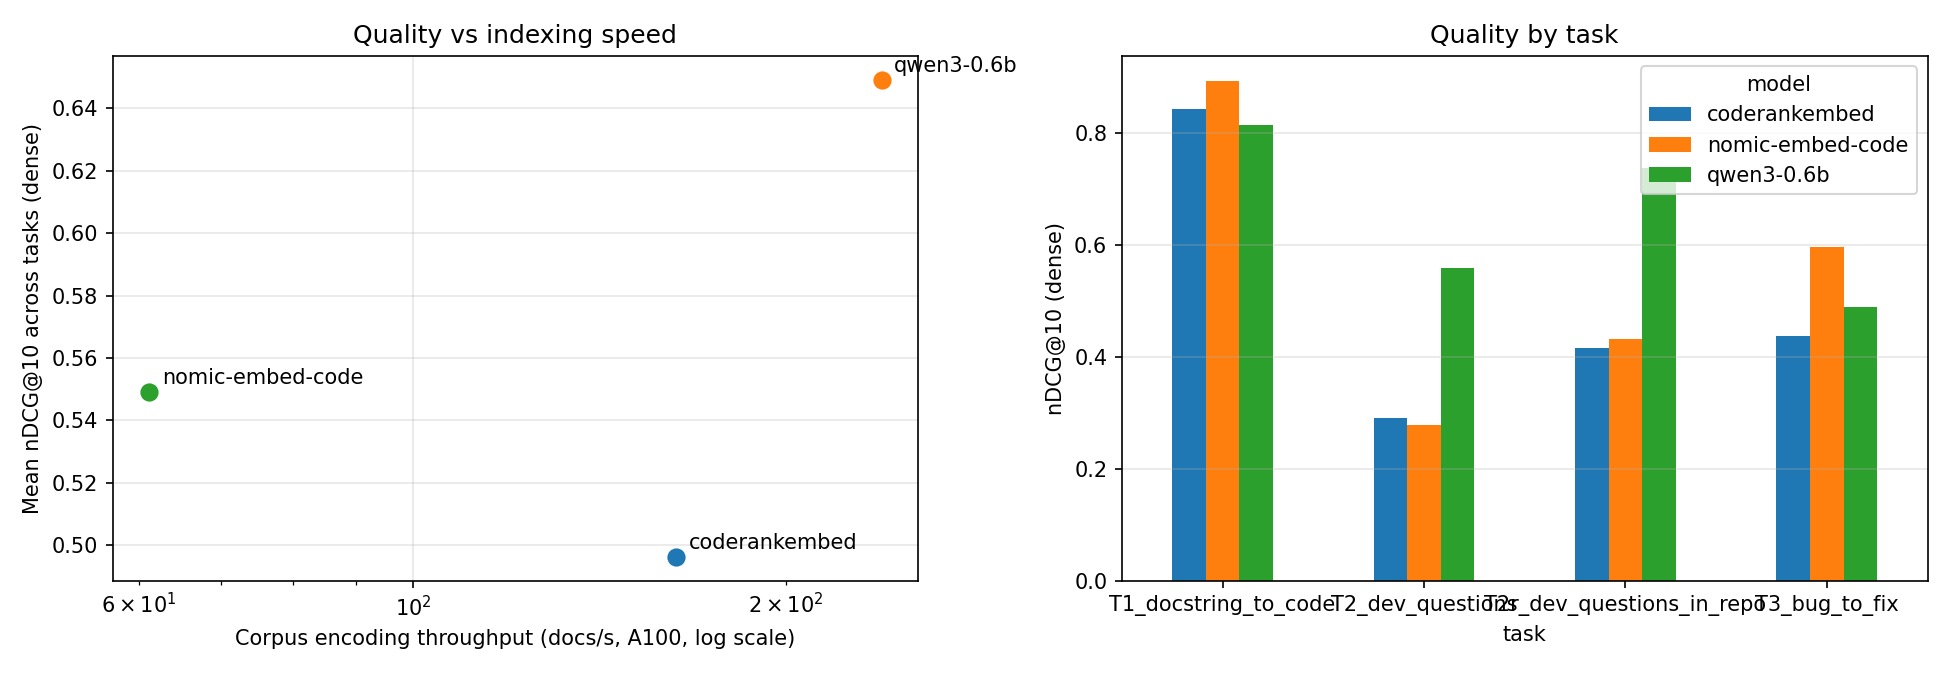 Quality vs indexing speed
Mean nDCG@10 across tasks (dense)
0.64
0.62
0.60
0.58
0.56
0.54
0.52
0.50
qwen3-0.6b
nomic-embed-code
coderankembed
6 × 10¹
10²
2 × 10²
Corpus encoding throughput (docs/s, A100, log scale)
Quality by task
nDCG@10 (dense)
0.8
0.6
0.4
0.2
0.0
model
coderankembed
nomic-embed-code
qwen3-0.6b
T1_docstring_to_code
T2_dev_questions
T2r_dev_questions_in_repo
T3_bug_to_fix
task